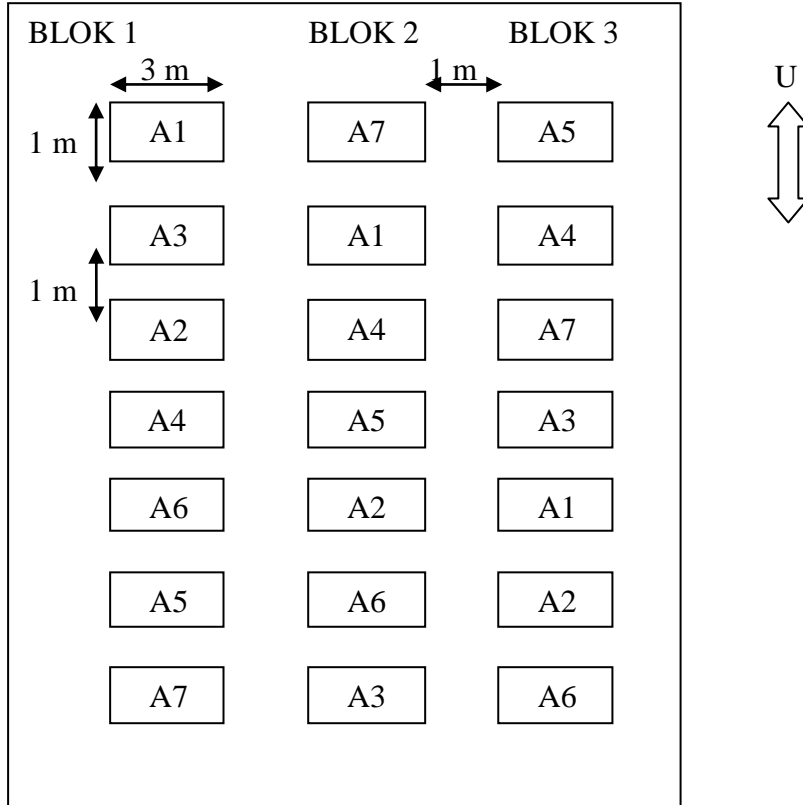 BLOK 1 BLOK 2 BLOK 3
3 m 1 m U
1 m A1 A7 A5
A3 A1 A4
1 m
A2 A4 A7
A4 A5 A3
A6 A2 A1
A5 A6 A2
A7 A3 A6